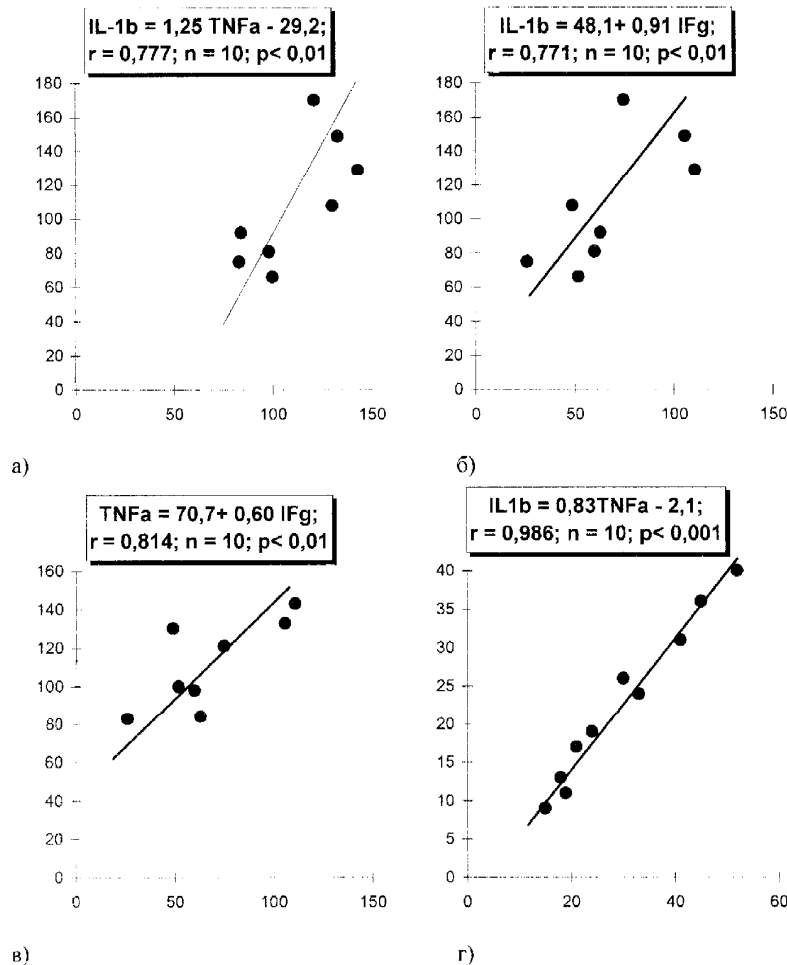 IL-1b = 1,25 TNFa - 29,2;
r = 0,777; n = 10; p< 0,01
180
160
140
120
100
80
60
40
20
0
0 50 100 150
а)
IL-1b = 48,1+ 0,91 IFg;
r = 0,771; n = 10; p< 0,01
180
160
140
120
100
80
60
40
20
0
0 50 100 150
б)
TNFa = 70,7+ 0,60 IFg;
r = 0,814; n = 10; p< 0,01
160
140
120
100
80
60
40
20
0
0 50 100 150
в)
IL1b = 0,83TNFa - 2,1;
r = 0,986; n = 10; p< 0,001
40
35
30
25
20
15
10
5
0
0 20 40 60
г)